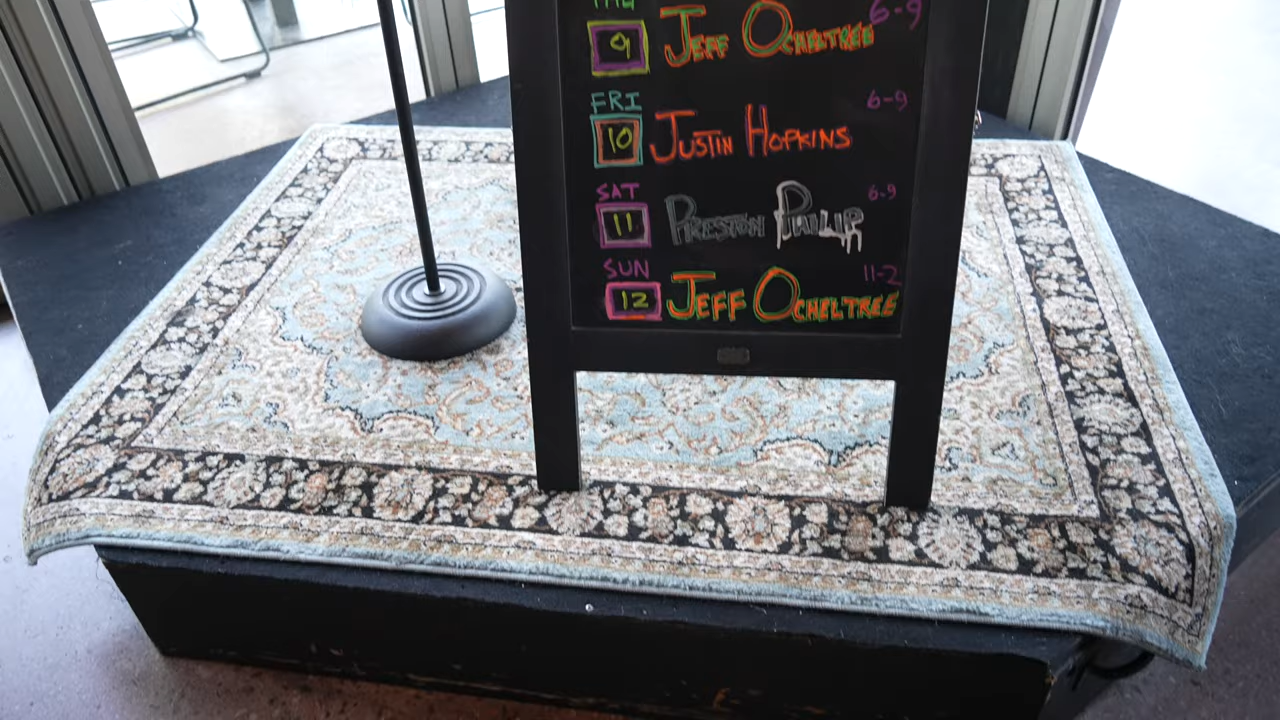 THU 6-9
9 JEFF OCHELTREE
FRI 6-9
10 JUSTIN HOPKINS
SAT 6-9
11 PRESTON PHILLIP
SUN 11-2
12 JEFF OCHELTREE